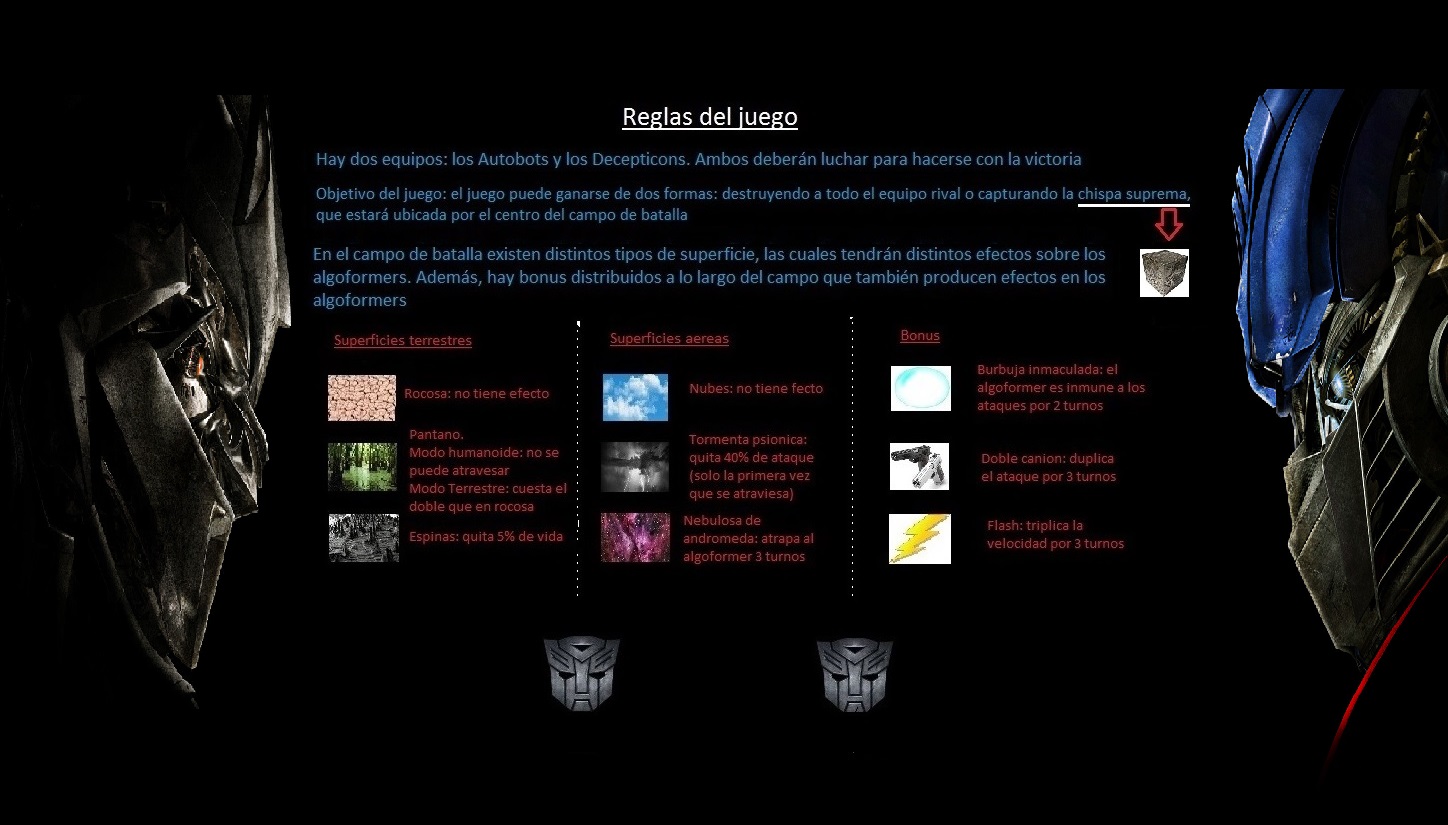 Reglas del juego
Hay dos equipos: los Autobots y los Decepticons. Ambos deberán luchar para hacerse con la victoria
Objetivo del juego: el juego puede ganarse de dos formas: destruyendo a todo el equipo rival o capturando la chispa suprema,
que estará ubicada por el centro del campo de batalla
En el campo de batalla existen distintos tipos de superficie, las cuales tendrán distintos efectos sobre los
algoformers. Además, hay bonus distribuidos a lo largo del campo que también producen efectos en los
algoformers
Superficies terrestres
Rocosa: no tiene efecto
Pantano.
Modo humanoide: no se
puede atravesar
Modo Terrestre: cuesta el
doble que en rocosa
Espinas: quita 5% de vida
Superficies aereas
Nubes: no tiene fecto
Tormenta psionica:
quita 40% de ataque
(solo la primera vez
que se atraviesa)
Nebulosa de
andromeda: atrapa al
algoformer 3 turnos
Bonus
Burbuja inmaculada: el
algoformer es inmune a los
ataques por 2 turnos
Doble canion: duplica
el ataque por 3 turnos
Flash: triplica la
velocidad por 3 turnos